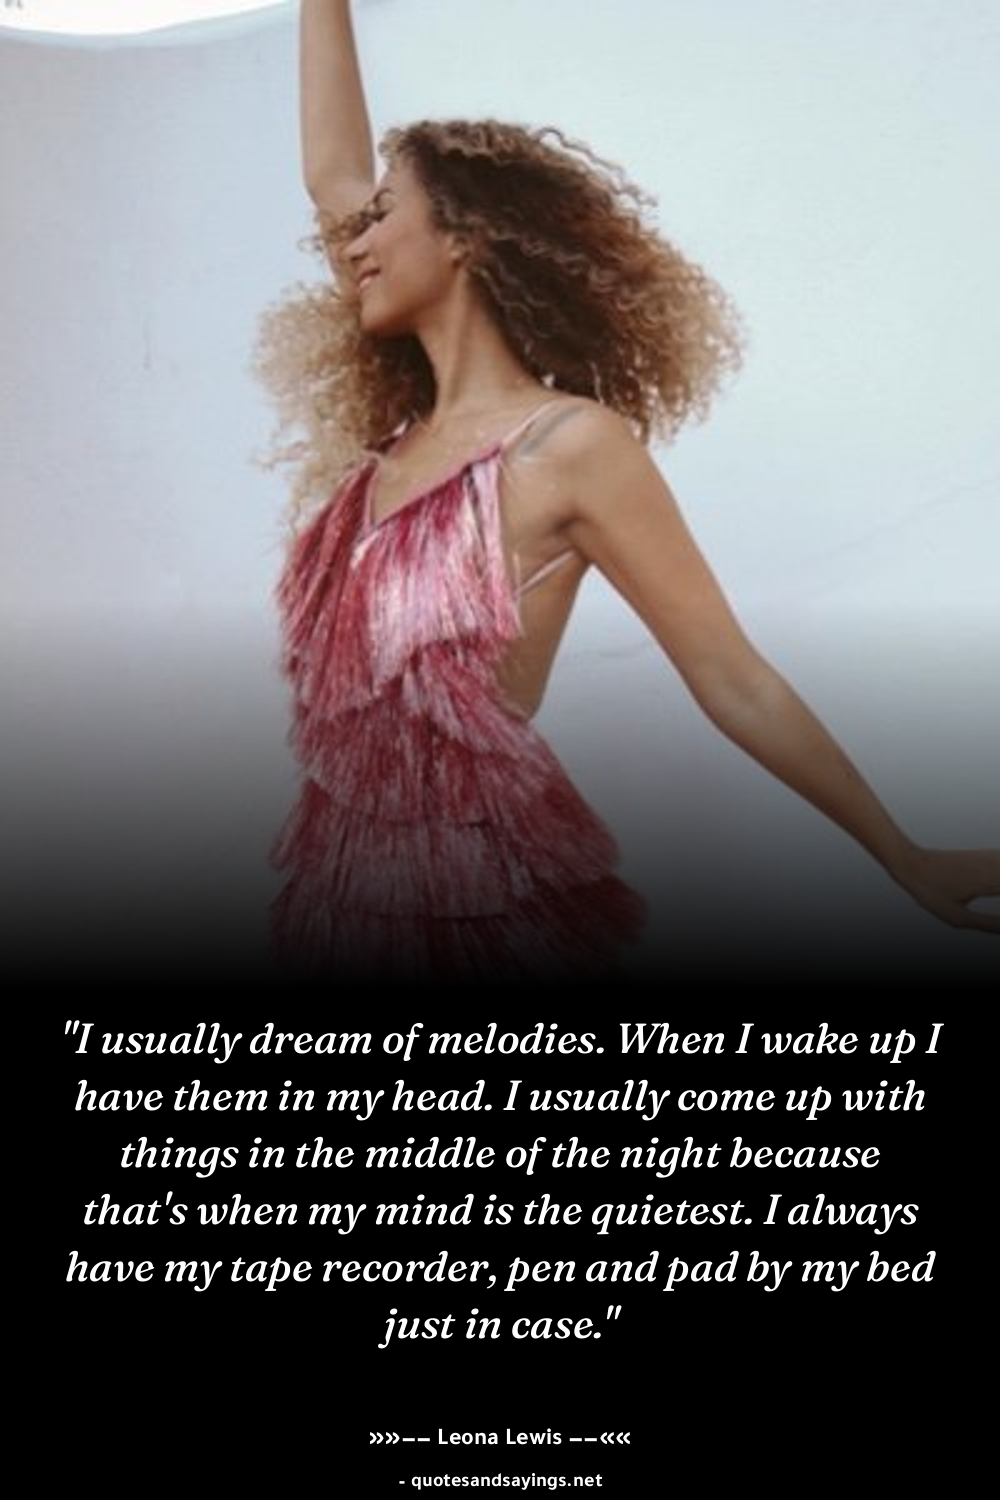 "I usually dream of melodies. When I wake up I
have them in my head. I usually come up with
things in the middle of the night because
that's when my mind is the quietest. I always
have my tape recorder, pen and pad by my bed
just in case."
»»−− Leona Lewis −−««
- quotesandsayings.net